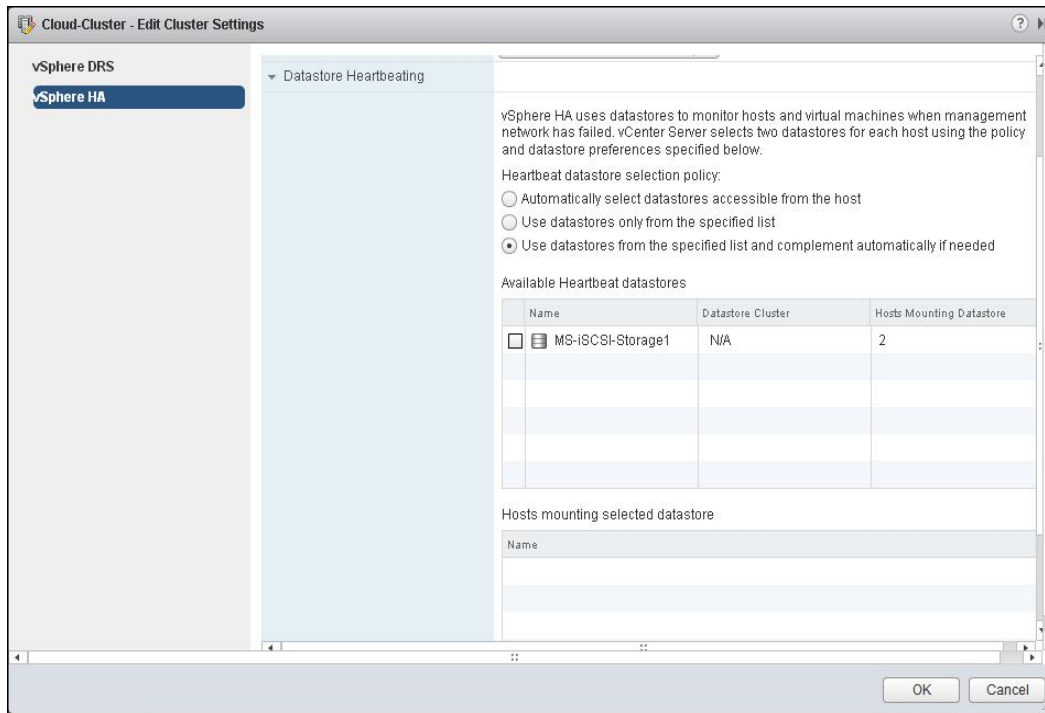 Cloud-Cluster - Edit Cluster Settings
?
vSphere DRS
vSphere HA
Datastore Heartbeating
vSphere HA uses datastores to monitor hosts and virtual machines when management
network has failed. vCenter Server selects two datastores for each host using the policy
and datastore preferences specified below.
Heartbeat datastore selection policy:
Automatically select datastores accessible from the host
Use datastores only from the specified list
Use datastores from the specified list and complement automatically if needed
Available Heartbeat datastores
Name Datastore Cluster Hosts Mounting Datastore
MS-iSCSI-Storage1 N/A 2
Hosts mounting selected datastore
Name
OK Cancel